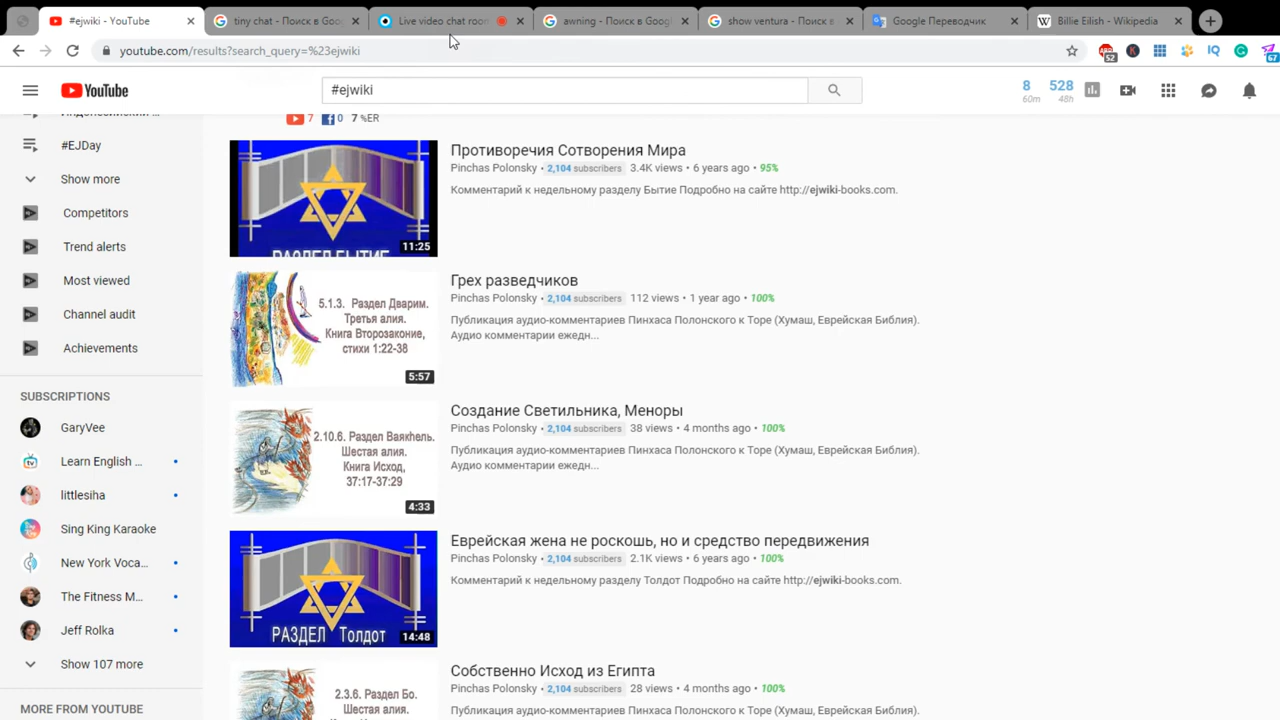 #ejwiki - YouTube
tiny chat - Поиск в Goo
Live video chat room
awning - Поиск в Googl
show ventura - Поиск в
Google Переводчик
Billie Eilish - Wikipedia
youtube.com/results?search_query=%23ejwiki
52
K
IQ
G
67
YouTube
#ejwiki
8
60m
528
48h
#EJDay
Show more
Competitors
Trend alerts
Most viewed
Channel audit
Achievements
SUBSCRIPTIONS
GaryVee
Learn English ...
littlesiha
Sing King Karaoke
New York Voca...
The Fitness M...
Jeff Rolka
Show 107 more
MORE FROM YOUTUBE
7 0 7 %ER
РАЗДЕЛ БЫТИЕ
11:25
Противоречия Сотворения Мира
Pinchas Polonsky • 2,104 subscribers 3.4K views • 6 years ago • 95%
Комментарий к недельному разделу Бытие Подробно на сайте http://ejwiki-books.com.
5.1.3. Раздел Дварим.
Третья алия.
Книга Второзаконие,
стихи 1:22-38
5:57
Грех разведчиков
Pinchas Polonsky • 2,104 subscribers 112 views • 1 year ago • 100%
Публикация аудио-комментариев Пинхаса Полонского к Торе (Хумаш, Еврейская Библия).
Аудио комментарии ежедн...
2.10.6. Раздел Ваякhель.
Шестая алия.
Книга Исход,
37:17-37:29
4:33
Создание Светильника, Меноры
Pinchas Polonsky • 2,104 subscribers 38 views • 4 months ago • 100%
Публикация аудио-комментариев Пинхаса Полонского к Торе (Хумаш, Еврейская Библия).
Аудио комментарии ежедн...
РАЗДЕЛ Толдот
14:48
Еврейская жена не роскошь, но и средство передвижения
Pinchas Polonsky • 2,104 subscribers 2.1K views • 6 years ago • 100%
Комментарий к недельному разделу Толдот Подробно на сайте http://ejwiki-books.com.
2.3.6. Раздел Бо.
Шестая алия.
Собственно Исход из Египта
Pinchas Polonsky • 2,104 subscribers 28 views • 4 months ago • 100%
Публикация аудио-комментариев Пинхаса Полонского к Торе (Хумаш, Еврейская Библия).